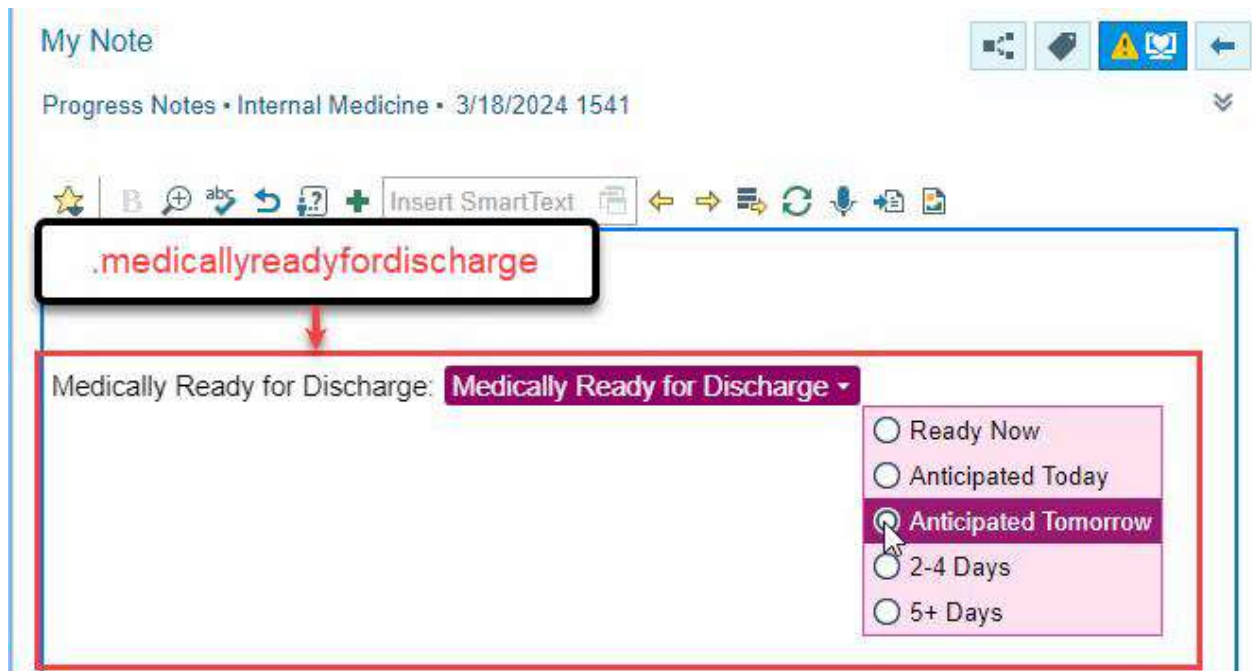 My Note
Progress Notes • Internal Medicine • 3/18/2024 1541
B abc Insert SmartText
.medicallyreadyfordischarge
Medically Ready for Discharge: Medically Ready for Discharge
Ready Now
Anticipated Today
Anticipated Tomorrow
2-4 Days
5+ Days